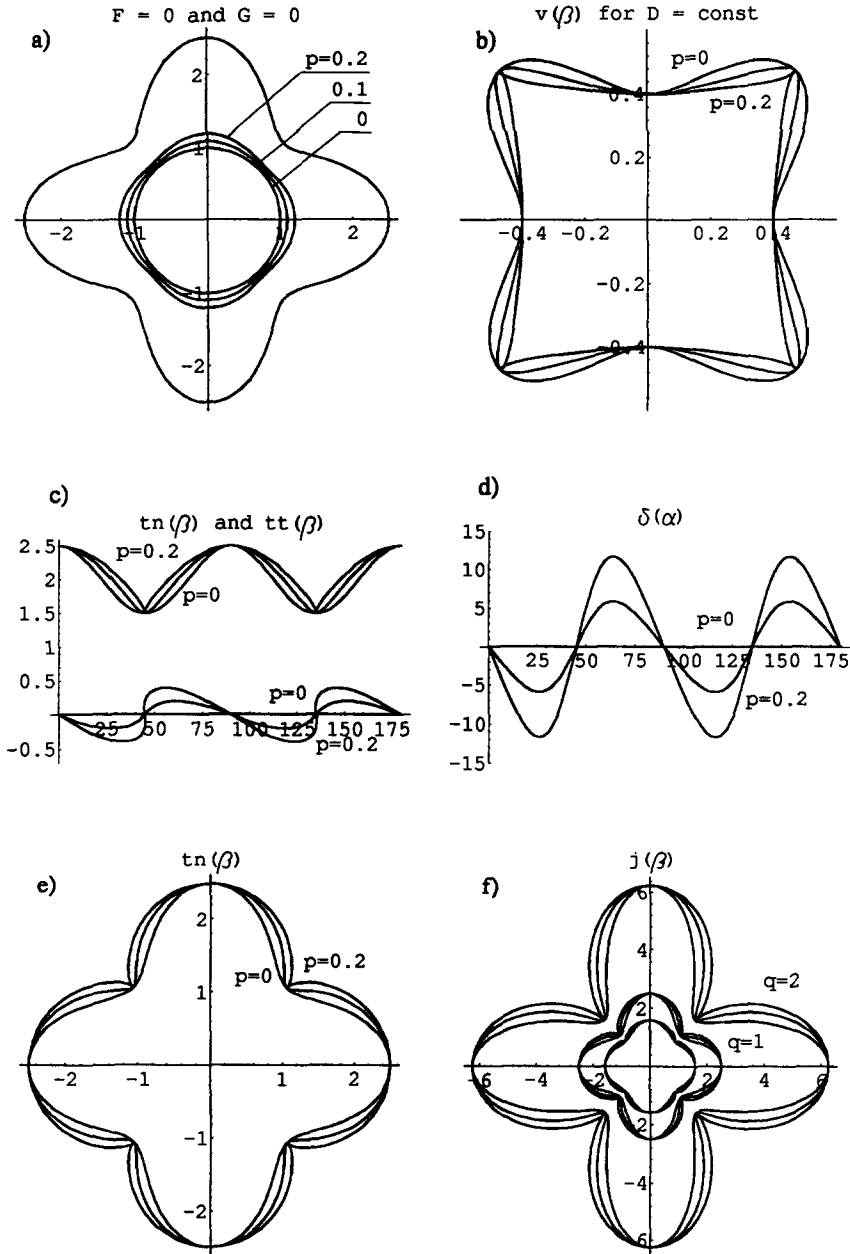 F = 0 and G = 0
a)
p=0.2
0.1
0
2
1
-2
-1
1
2
-1
-2
v(β) for D = const
b)
p=0
p=0.2
0.4
0.2
-0.4
-0.2
0.2
0.4
-0.2
-0.4
c)
tn(β) and tt(β)
2.5
2
1.5
1
0.5
-0.5
p=0.2
p=0
p=0
p=0.2
25
50
75
100
125
150
175
d)
δ(α)
15
10
5
-5
-10
-15
p=0
p=0.2
25
50
75
100
125
150
175
e)
tn(β)
2
1
p=0
p=0.2
-2
-1
1
2
-1
-2
f)
j(β)
6
4
2
q=2
q=1
-6
-4
-2
2
4
6
-2
-4
-6